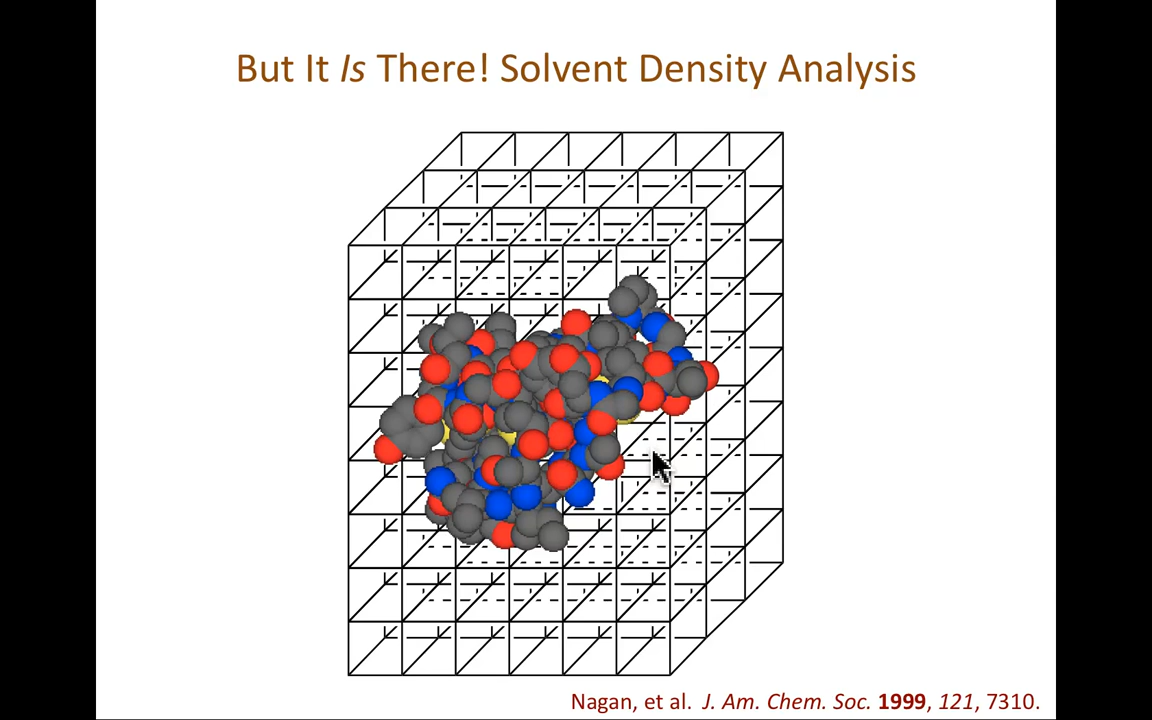 But It Is There! Solvent Density Analysis
Nagan, et al. J. Am. Chem. Soc. 1999, 121, 7310.